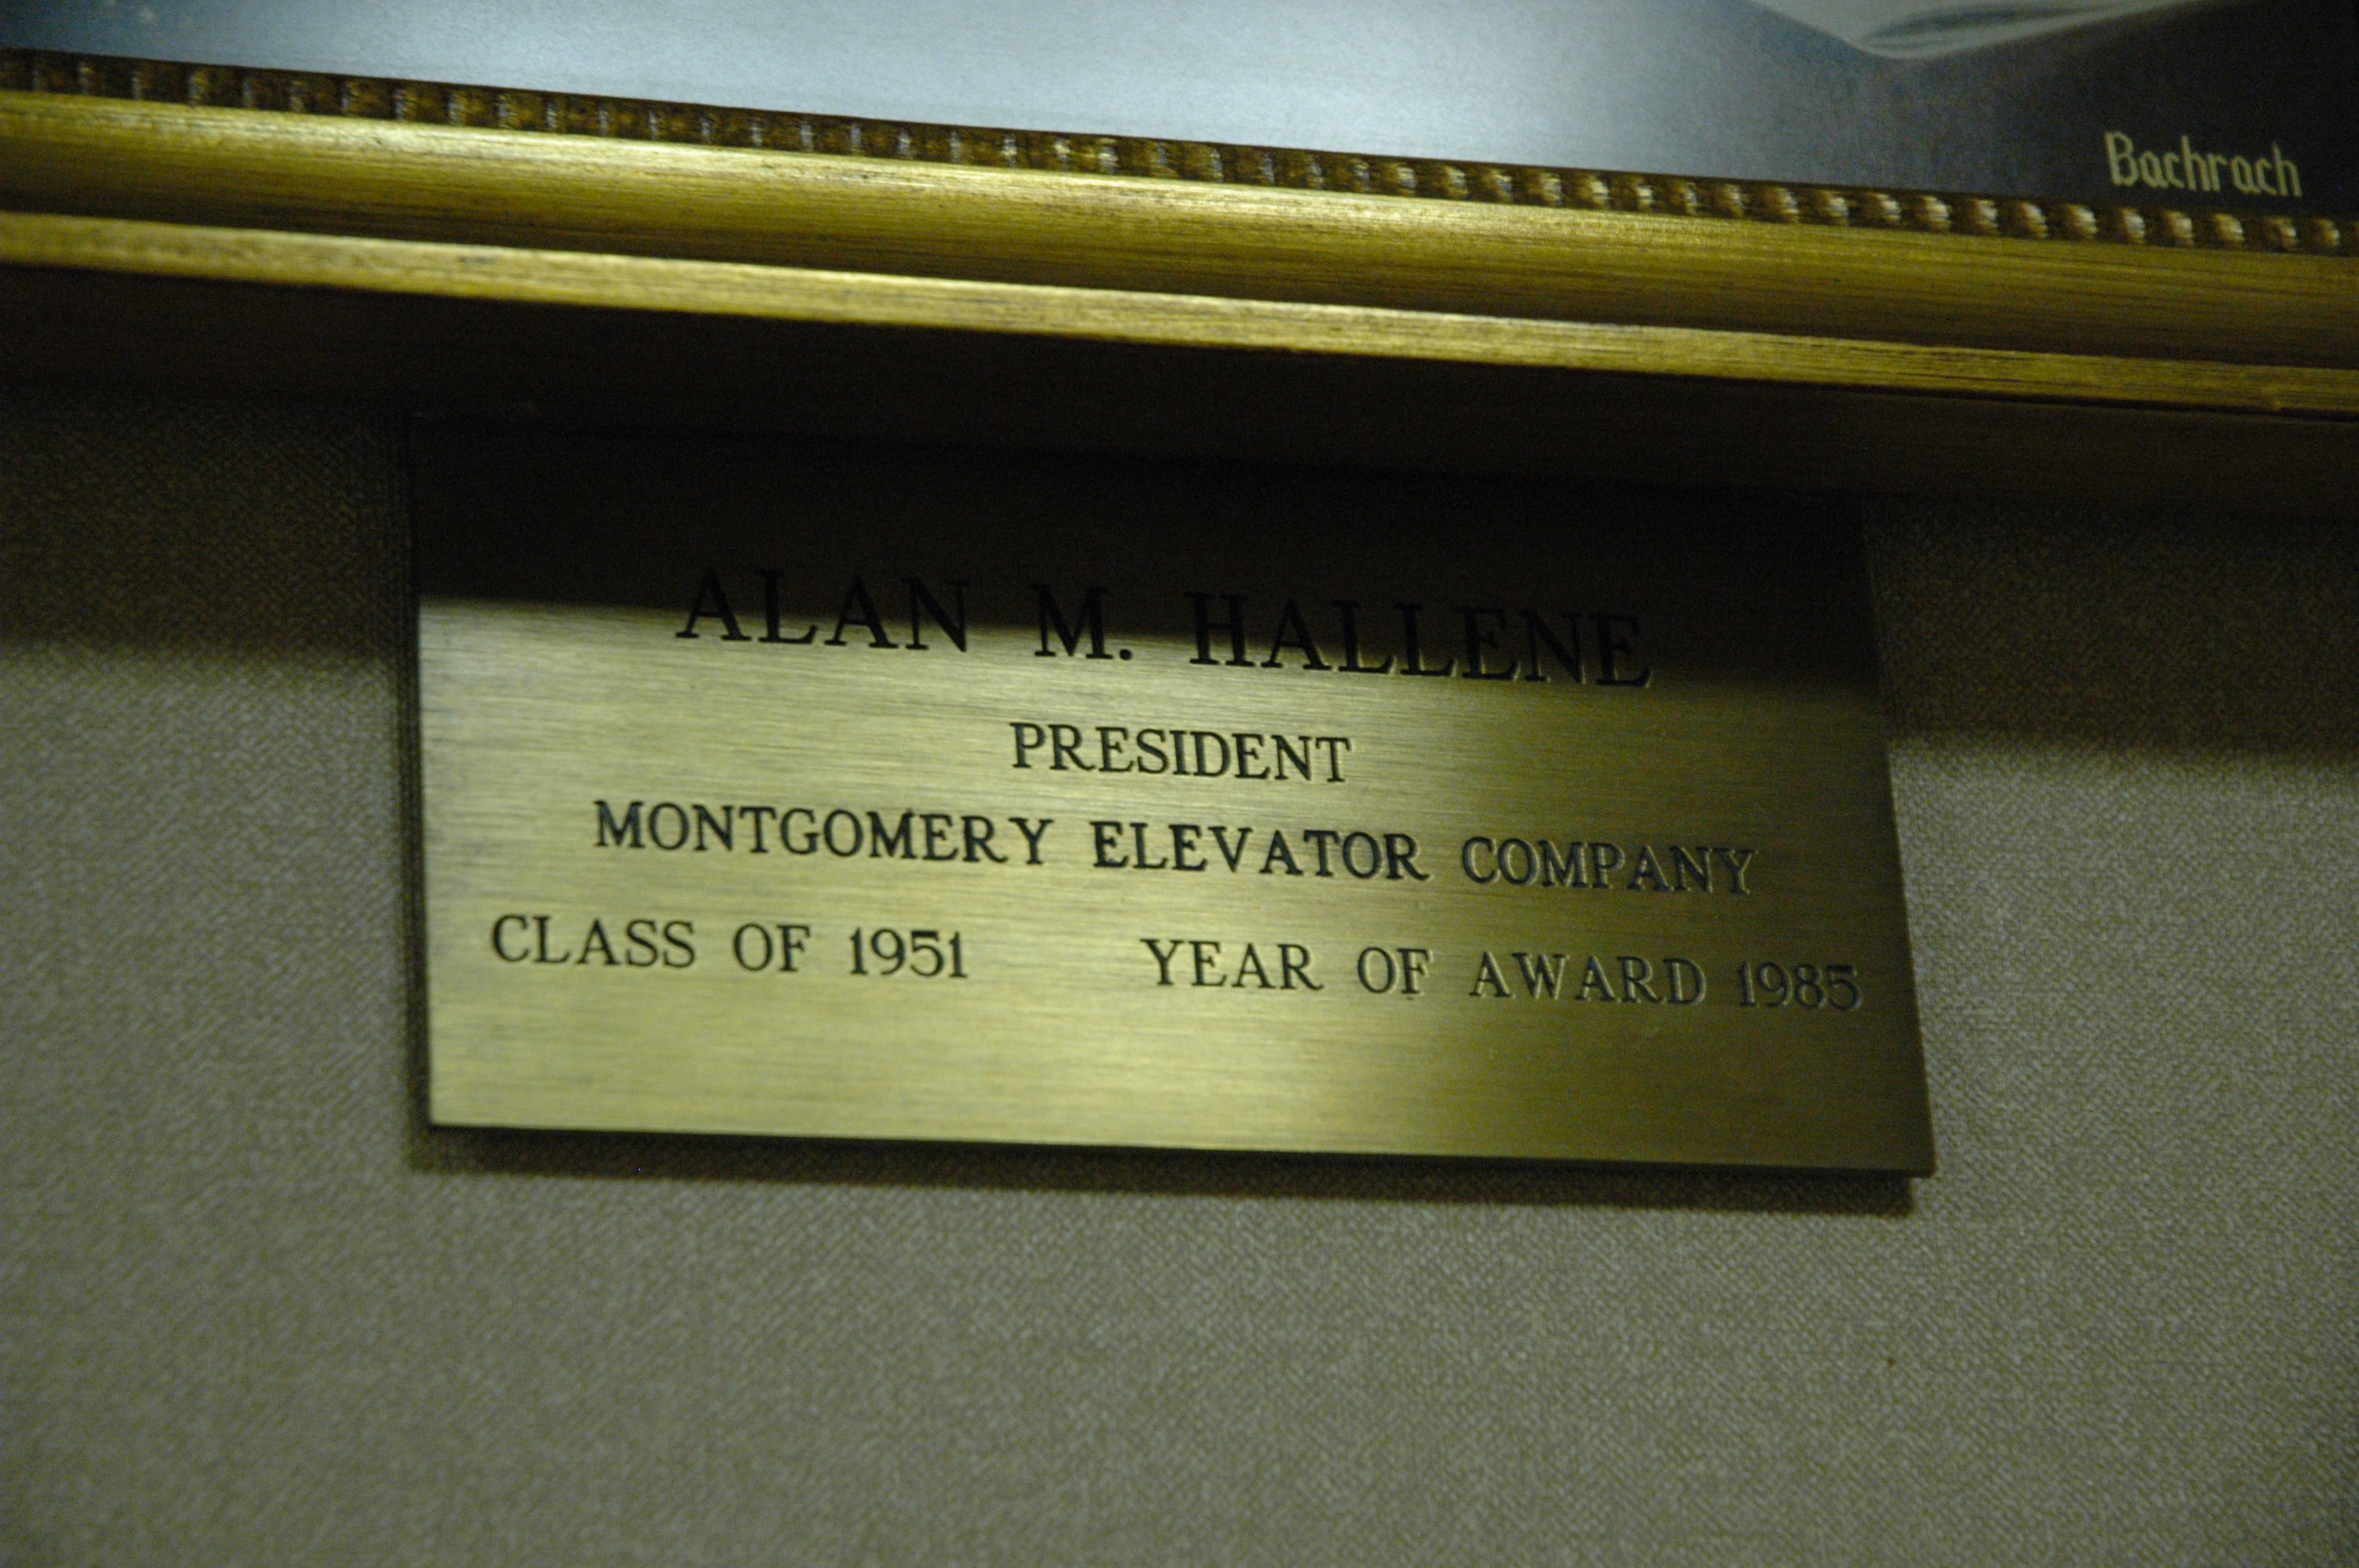 Bachrach
ALAN M. HALLENE
PRESIDENT
MONTGOMERY ELEVATOR COMPANY
CLASS OF 1951 YEAR OF AWARD 1985